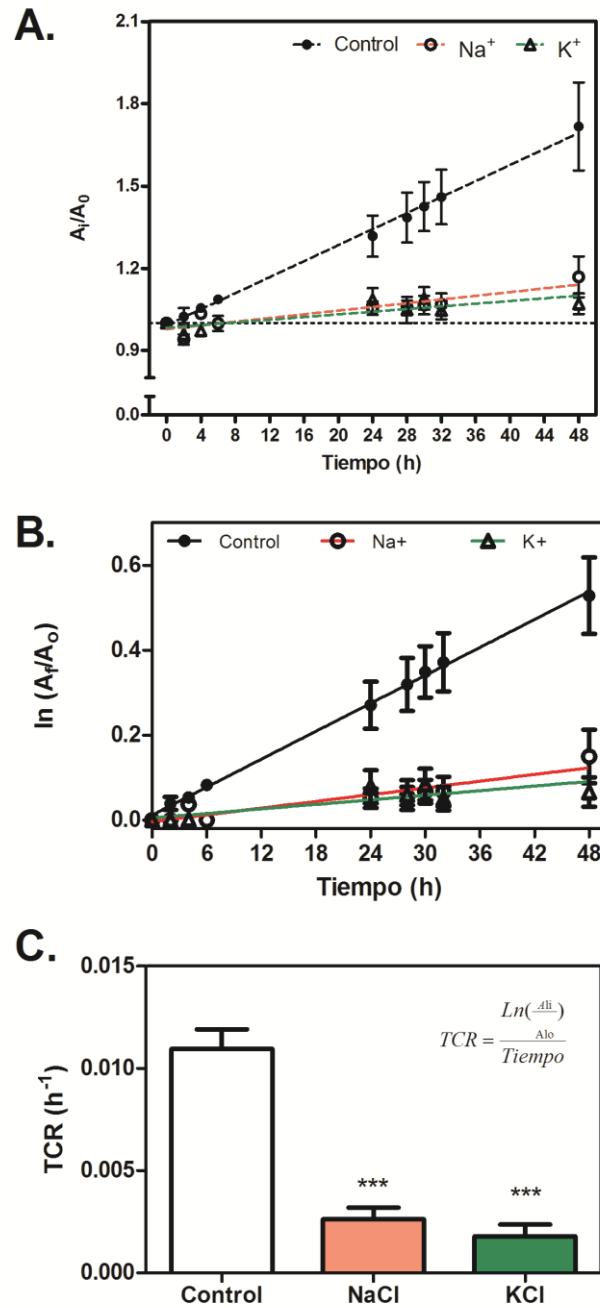 A.
Control Na⁺ K⁺
2.1
1.8
1.5
1.2
0.9
0.0
Aᵢ/A₀
0 4 8 12 16 20 24 28 32 36 40 44 48
Tiempo (h)
B.
Control Na+ K+
0.6
0.4
0.2
0.0
ln (A_f/A_o)
0 6 12 18 24 30 36 42 48
Tiempo (h)
C.
0.015
0.010
0.005
0.000
TCR (h⁻¹)
Ln(Ali/Alo)
TCR = 
Tiempo
*** ***
Control NaCl KCl